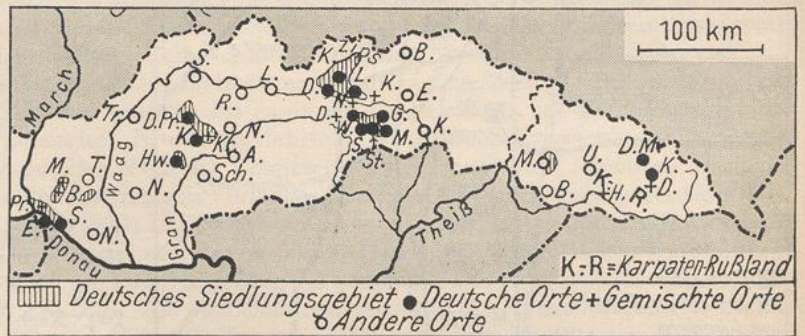 100 km
March
Zips
K.
B.
S.
L.
L.
D.
K.
R.
E.
Tr.
D.Pr.
N.
K.
K.
D.
G.
W.
M.
K.
S.
St.
Waag
M.
T.
Hw.
A.
Sch.
N.
B.
Pr.
S.
E.
N.
Donau
Gran
Theiß
M.
U.
D.M.
K.
D.
B.
K.
H.
R.
K.-R.=Karpaten-Rußland
Deutsches Siedlungsgebiet Deutsche Orte + Gemischte Orte
Andere Orte